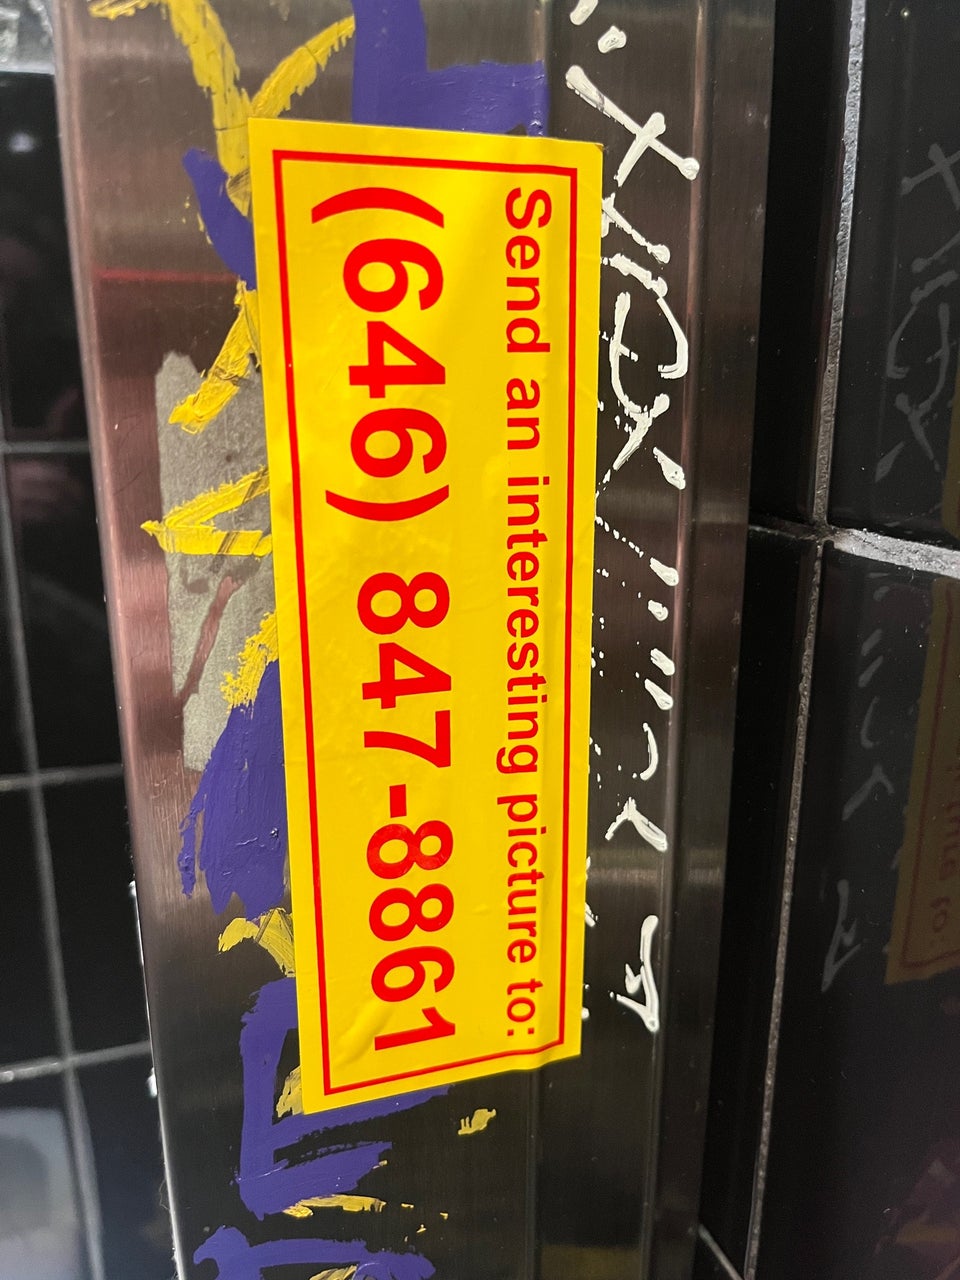 Send an interesting picture to:
(646) 847-8861